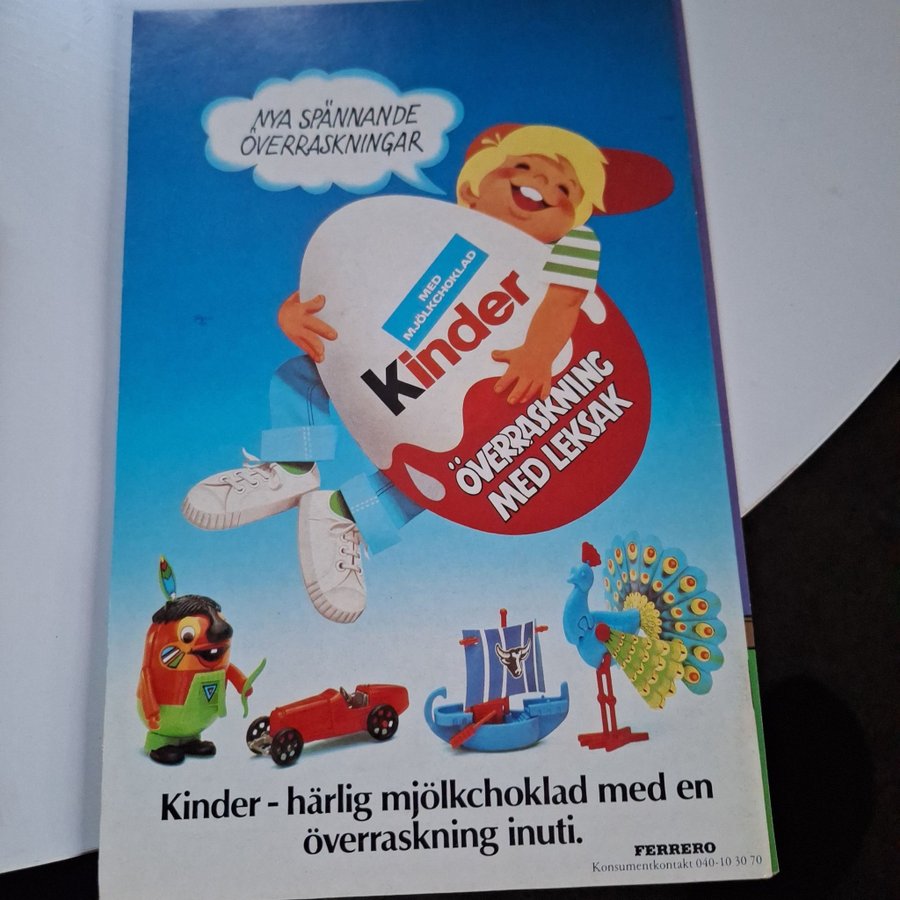 NYA SPÄNNANDE
ÖVERRASKNINGAR
MED
MJÖLKCHOKLAD
Kinder
ÖVERRASKNING
MED LEKSAK
Kinder - härlig mjölkchoklad med en
överraskning inuti.
FERRERO
Konsumentkontakt 040-10 30 70